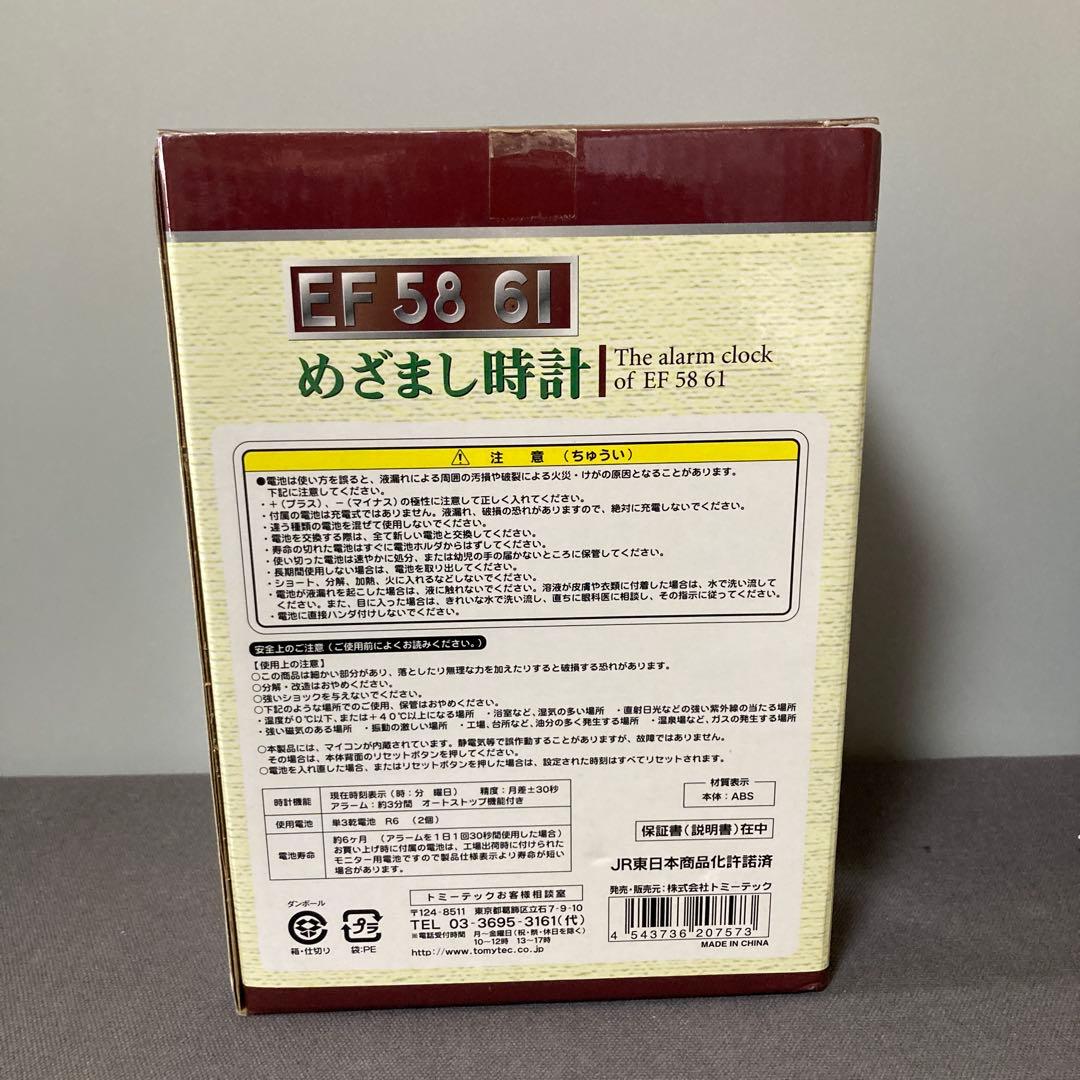 EF 58 61
めざまし時計
The alarm clock
of EF 58 61
注 意 (ちゅうい)
●電池は使い方を誤ると、液漏れによる周囲の汚損や破裂による火災・けがの原因となることがあります。
下記に注意してください。
・+(プラス)、-(マイナス)の極性に注意して正しく入れてください。
・付属の電池は充電式ではありません。液漏れ、破損の恐れがありますので、絶対に充電しないでください。
・違う種類の電池を混ぜて使用しないでください。
・電池を交換する際は、全て新しい電池と交換してください。
・寿命の切れた電池はすぐに電池ホルダからはずしてください。
・使い切った電池は速やかに処分、または幼児の手の届かないところに保管してください。
・長期間使用しない場合は、電池を取り出してください。
・ショート、分解、加熱、火に入れるなどしないでください。
・電池が液漏れを起こした場合は、液に触れないでください。溶液が皮膚や衣類に付着した場合は、水で洗い流して
ください。また、目に入った場合は、きれいな水で洗い流し、直ちに眼科医に相談し、その指示に従ってください。
・電池に直接ハンダ付けしないでください。
安全上のご注意(ご使用前によくお読みください。)
【使用上の注意】
○この商品は細かい部分があり、落としたり無理な力を加えたりすると破損する恐れがあります。
○分解・改造はおやめください。
○強いショックを与えないでください。
○下記のような場所でのご使用、保管はおやめください。
・温度が0℃以下、または+40℃以上になる場所 ・浴室など、湿気の多い場所 ・直射日光などの強い紫外線の当たる場所
・強い磁気のある場所 ・振動の激しい場所 ・工場、台所など、油分の多く発生する場所 ・温泉場など、ガスの発生する場所
○本製品には、マイコンが内蔵されています。静電気等で誤作動することがありますが、故障ではありません。
その場合は、本体背面のリセットボタンを押してください。
○電池を入れ直した場合、またはリセットボタンを押した場合は、設定された時刻はすべてリセットされます。
時計機能 現在時刻表示(時:分 曜日) 精度:月差±30秒
アラーム:約3分間 オートストップ機能付き
使用電池 単3乾電池 R6 (2個)
電池寿命 約6ヶ月 (アラームを1日1回30秒間使用した場合)
お買い上げ時に付属の電池は、工場出荷時に付けられた
モニター用電池ですので製品仕様表示より寿命が短い
場合があります。
材質表示
本体:ABS
保証書(説明書)在中
JR東日本商品化許諾済
発売・販売元:株式会社トミーテック
4 543736 207573
MADE IN CHINA
ダンボール
箱・仕切り
プラ
袋:PE
トミーテックお客様相談室
〒124-8511 東京都葛飾区立石7-9-10
TEL 03-3695-3161(代)
※電話受付時間 月~金曜日(祝・祭・休日を除く)
10~12時 13~17時
http://www.tomytec.co.jp